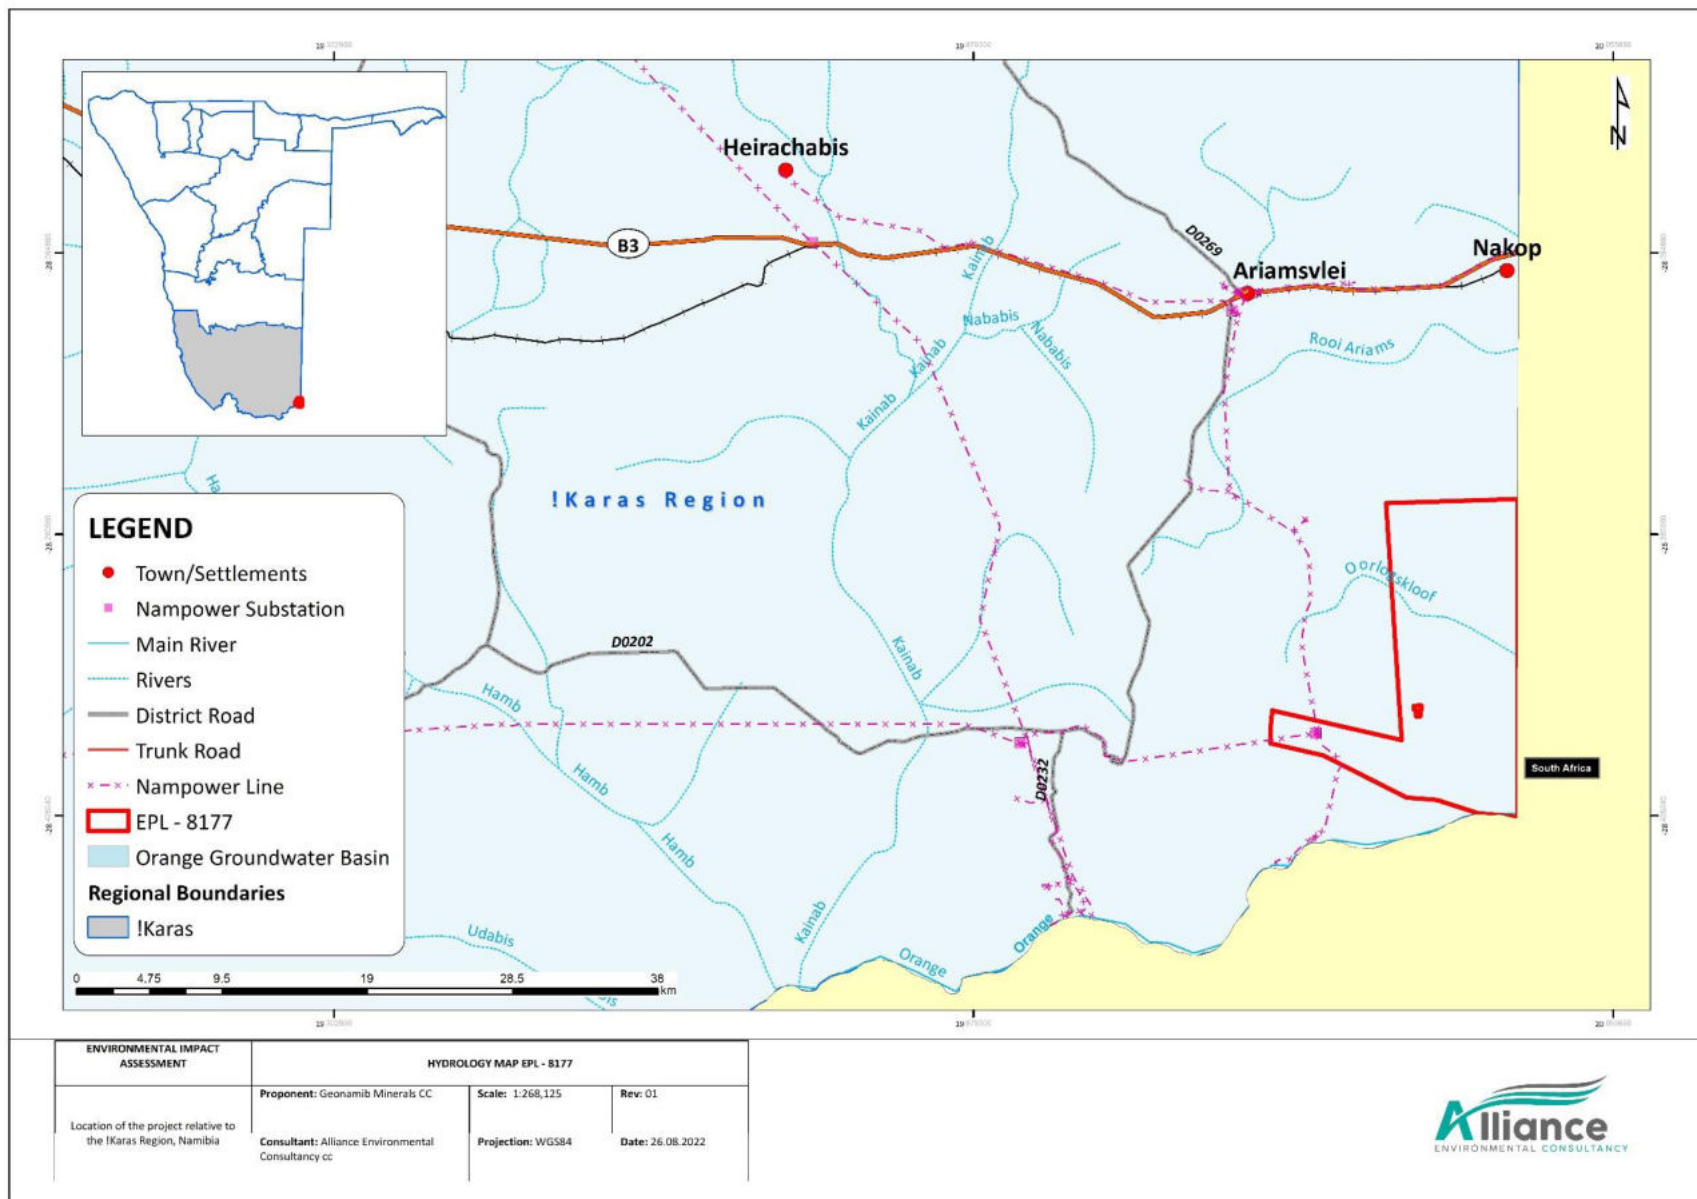 Heirachabis
B3
Kainab
D0269
Ariamsvlei
Nakop
Nababis
Nababis
Kainab
Rooi Ariams
Kainab
!Karas Region
Oorlogskloof
D0202
Kainab
Hamb
Hamb
D0232
South Africa
Hamb
Kainab
Udabis
Orange
Orange
N
LEGEND
Town/Settlements
Nampower Substation
Main River
Rivers
District Road
Trunk Road
Nampower Line
EPL - 8177
Orange Groundwater Basin
Regional Boundaries
!Karas
0 4.75 9.5 19 28.5 38
km
ENVIRONMENTAL IMPACT
ASSESSMENT
HYDROLOGY MAP EPL - 8177
Location of the project relative to
the !Karas Region, Namibia
Proponent: Geonamib Minerals CC
Scale: 1:268,125
Rev: 01
Consultant: Alliance Environmental
Consultancy cc
Projection: WGS84
Date: 26.08.2022
Alliance
ENVIRONMENTAL CONSULTANCY